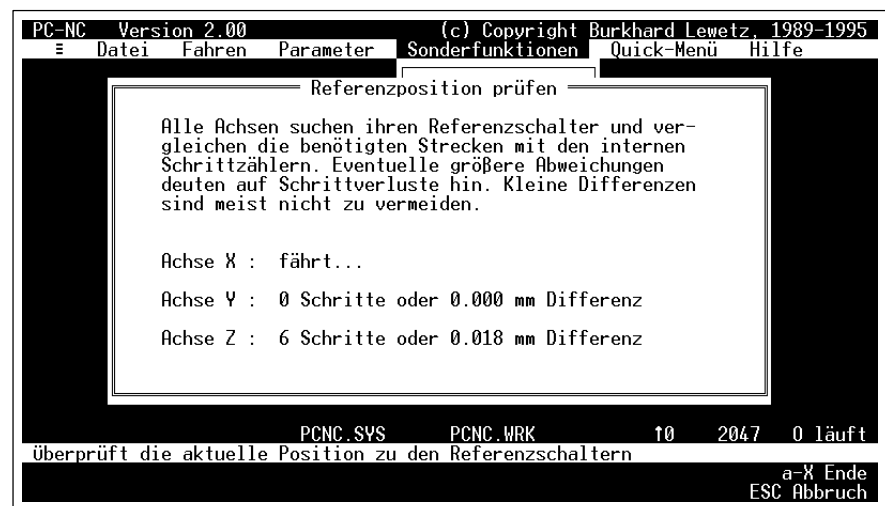 PC-NC Version 2.00 (c) Copyright Burkhard Lewetz, 1989-1995
≡ Datei Fahren Parameter Sonderfunktionen Quick-Menü Hilfe
Referenzposition prüfen
Alle Achsen suchen ihren Referenzschalter und ver-
gleichen die benötigten Strecken mit den internen
Schrittzählern. Eventuelle größere Abweichungen
deuten auf Schrittverluste hin. Kleine Differenzen
sind meist nicht zu vermeiden.
Achse X : fährt...
Achse Y : 0 Schritte oder 0.000 mm Differenz
Achse Z : 6 Schritte oder 0.018 mm Differenz
PCNC.SYS PCNC.WRK ↑0 2047 0 läuft
Überprüft die aktuelle Position zu den Referenzschaltern
a-X Ende
ESC Abbruch